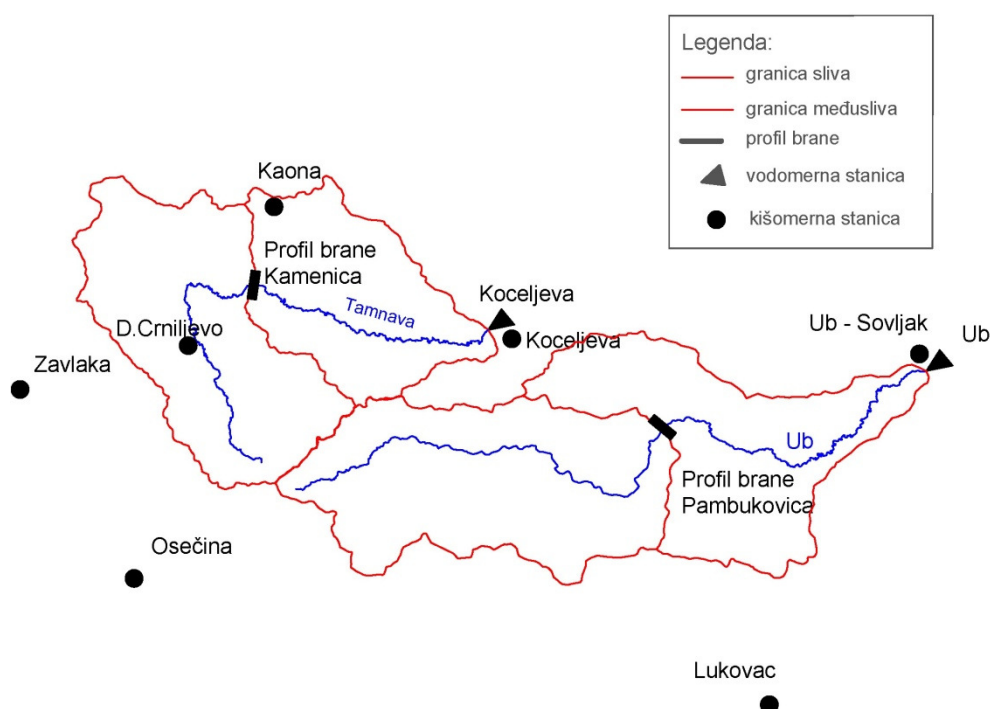 Legenda:
granica sliva
granica međusliva
profil brane
vodomerna stanica
kišomerna stanica
Kaona
Profil brane
Kamenica
Tamnava
Koceljeva
Koceljeva
D.Crniljevo
Zavlaka
Ub - Sovljak
Ub
Ub
Profil brane
Pambukovica
Osečina
Lukovac